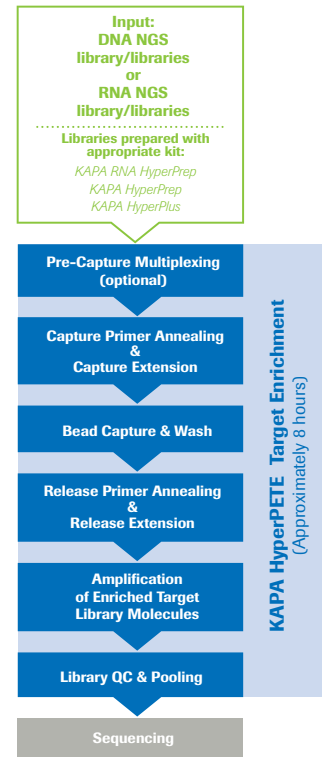 Input:
DNA NGS
library/libraries
or
RNA NGS
library/libraries
Libraries prepared with
appropriate kit:
KAPA RNA HyperPrep
KAPA HyperPrep
KAPA HyperPlus
Pre-Capture Multiplexing
(optional)
Capture Primer Annealing
&
Capture Extension
Bead Capture & Wash
Release Primer Annealing
&
Release Extension
Amplification
of Enriched Target
Library Molecules
Library QC & Pooling
KAPA HyperPETE Target Enrichment
(Approximately 8 hours)
Sequencing